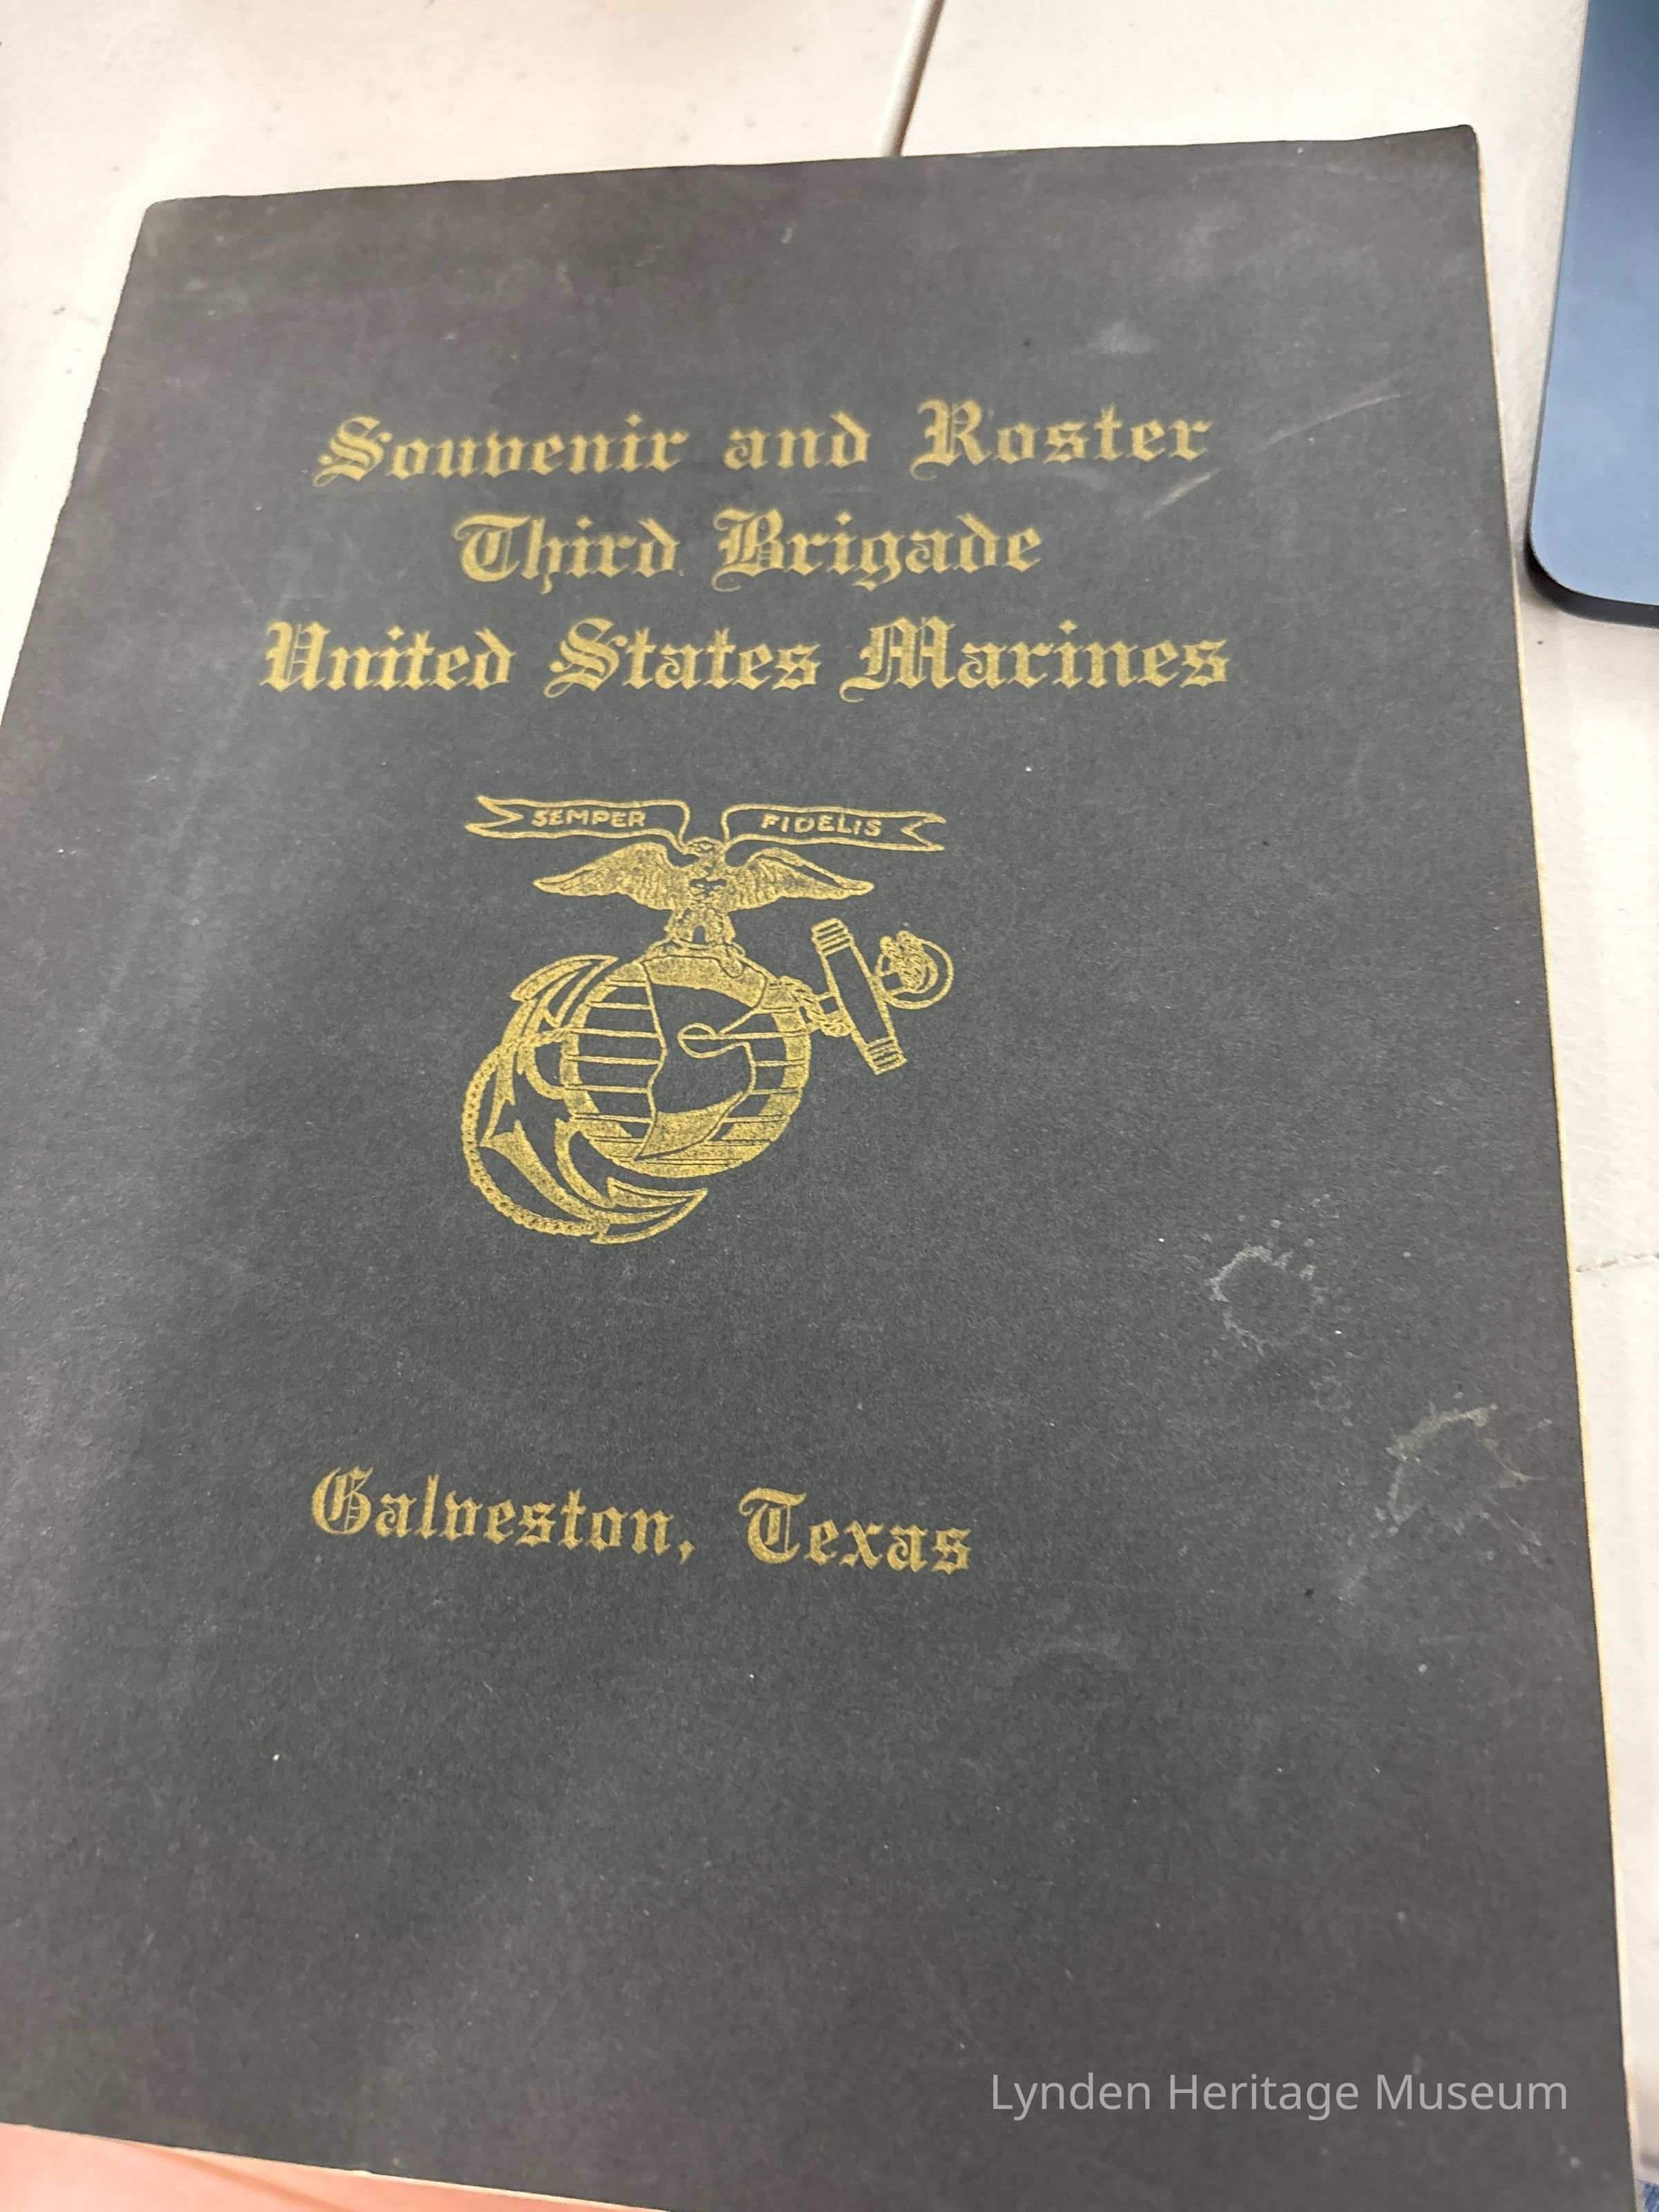 Souvenir and Roster
Third Brigade
United States Marines
SEMPER FIDELIS
Galveston, Texas
Lynden Heritage Museum